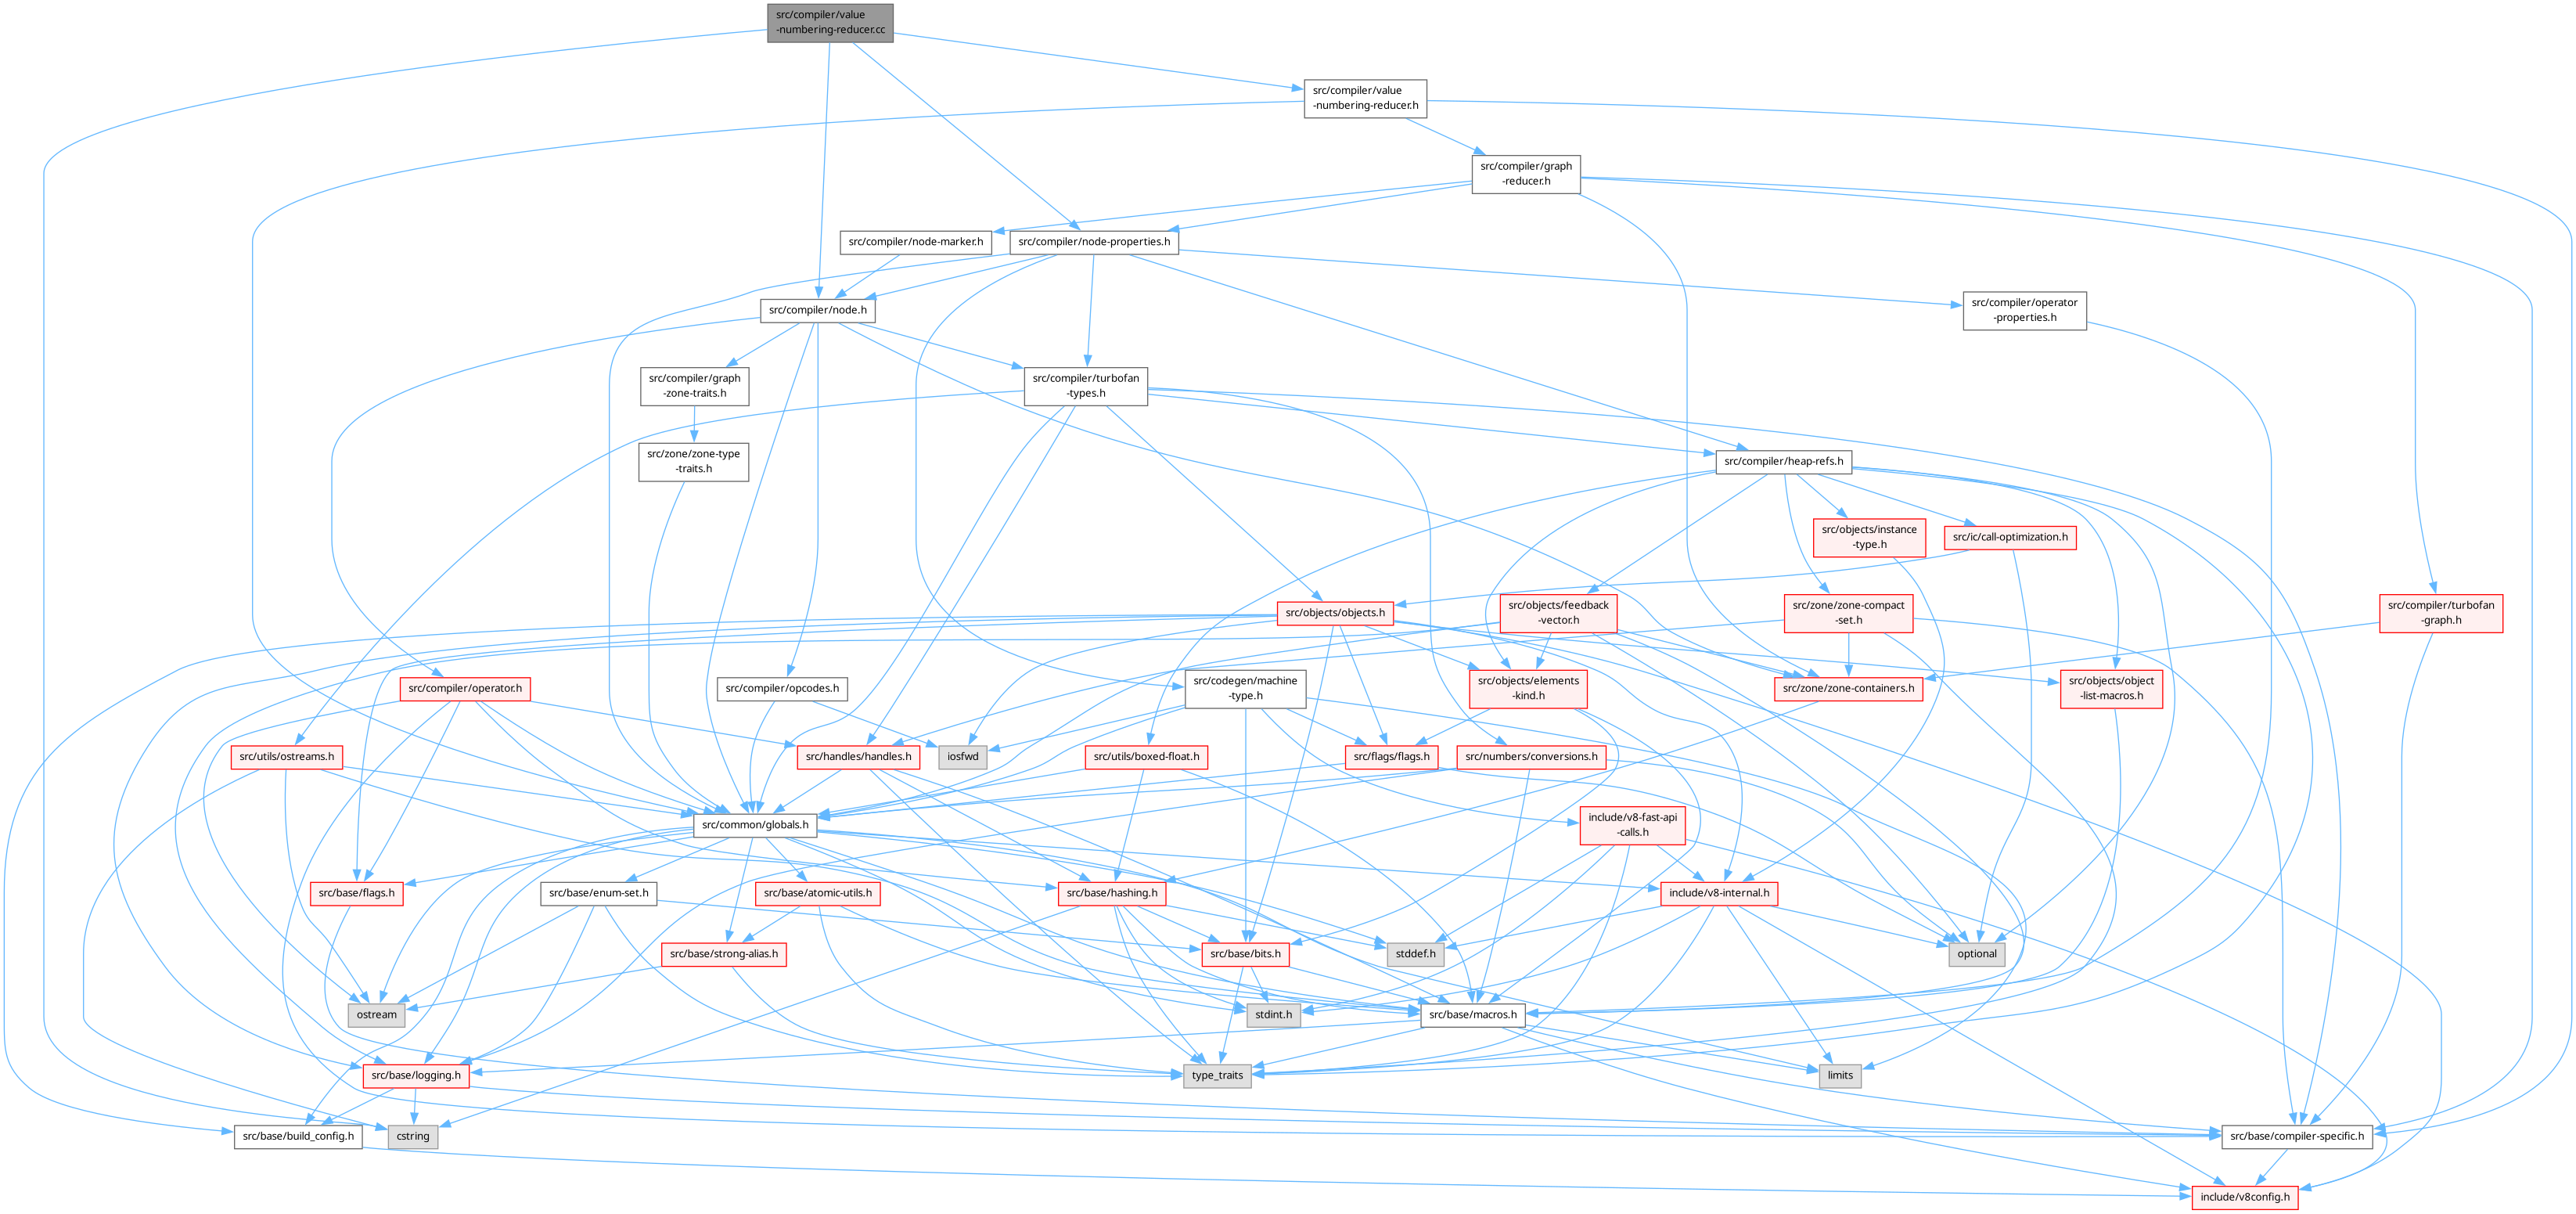 src/compiler/value
-numbering-reducer.cc
src/compiler/value
-numbering-reducer.h
src/compiler/graph
-reducer.h
src/compiler/node-marker.h
src/compiler/node-properties.h
src/compiler/node.h
src/compiler/operator
-properties.h
src/compiler/graph
-zone-traits.h
src/compiler/turbofan
-types.h
src/zone/zone-type
-traits.h
src/compiler/heap-refs.h
src/objects/instance
-type.h
src/ic/call-optimization.h
src/objects/objects.h
src/objects/feedback
-vector.h
src/zone/zone-compact
-set.h
src/compiler/turbofan
-graph.h
src/compiler/operator.h
src/compiler/opcodes.h
src/codegen/machine
-type.h
src/objects/elements
-kind.h
src/zone/zone-containers.h
src/objects/object
-list-macros.h
src/utils/ostreams.h
src/handles/handles.h
iosfwd
src/utils/boxed-float.h
src/flags/flags.h
src/numbers/conversions.h
src/common/globals.h
include/v8-fast-api
-calls.h
src/base/flags.h
src/base/enum-set.h
src/base/atomic-utils.h
src/base/hashing.h
include/v8-internal.h
src/base/strong-alias.h
src/base/bits.h
stddef.h
optional
ostream
stdint.h
src/base/macros.h
src/base/logging.h
type_traits
limits
src/base/build_config.h
cstring
src/base/compiler-specific.h
include/v8config.h